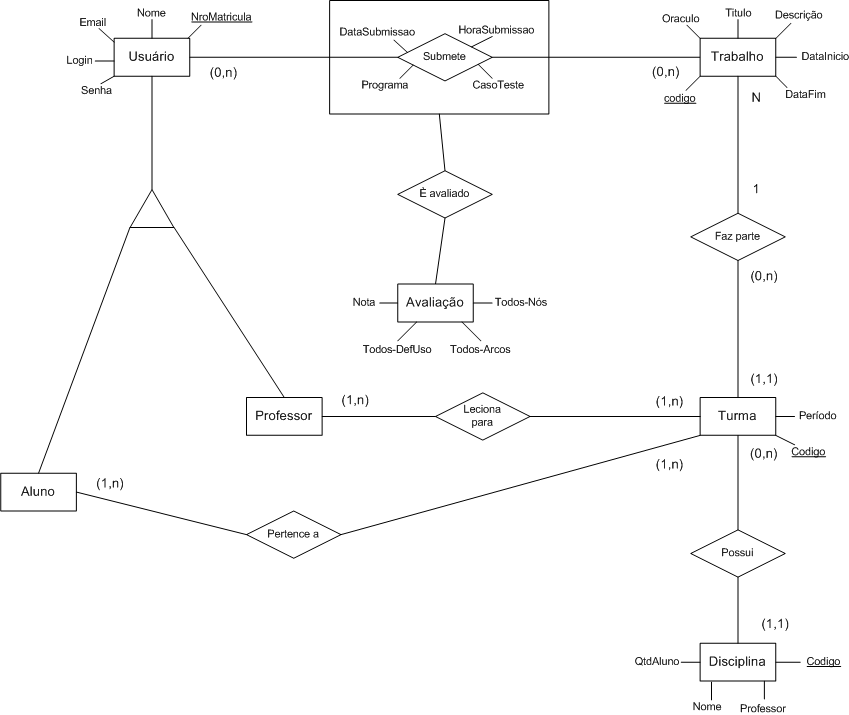 Nome
NroMatricula
Email
Login
Usuário
Senha
(0,n)
DataSubmissao
HoraSubmissao
Submete
Programa
CasoTeste
(0,n)
Oraculo
Titulo
Descrição
Trabalho
DataInicio
codigo
DataFim
N
1
É avaliado
Faz parte
(0,n)
Nota
Avaliação
Todos-Nós
Todos-DefUso
Todos-Arcos
(1,1)
Professor
(1,n)
Leciona
para
(1,n)
Turma
Período
Codigo
(0,n)
(1,n)
Aluno
(1,n)
Pertence a
Possui
(1,1)
QtdAluno
Disciplina
Codigo
Nome
Professor